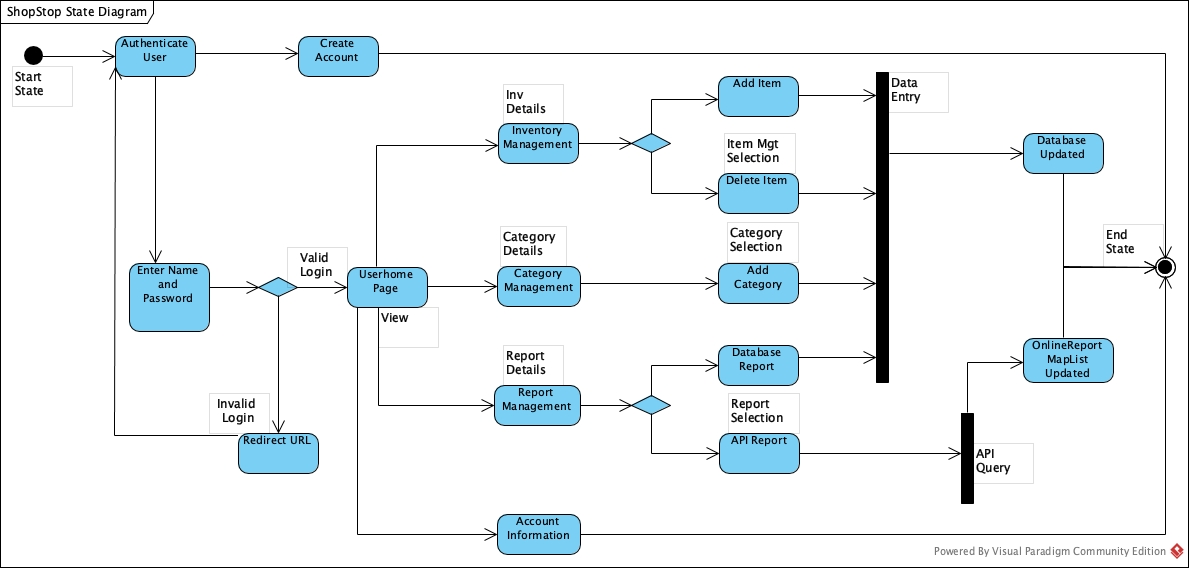 ShopStop State Diagram
Start
State
Authenticate
User
Create
Account
Inv
Details
Inventory
Management
Add Item
Data
Entry
Item Mgt
Selection
Delete Item
Database
Updated
Category
Details
Category
Management
Category
Selection
Add
Category
End
State
Enter Name
and
Password
Valid
Login
Userhome
Page
View
Report
Details
Report
Management
Database
Report
Report
Selection
API Report
OnlineReport
MapList
Updated
Invalid
Login
Redirect URL
API
Query
Account
Information
Powered By Visual Paradigm Community Edition